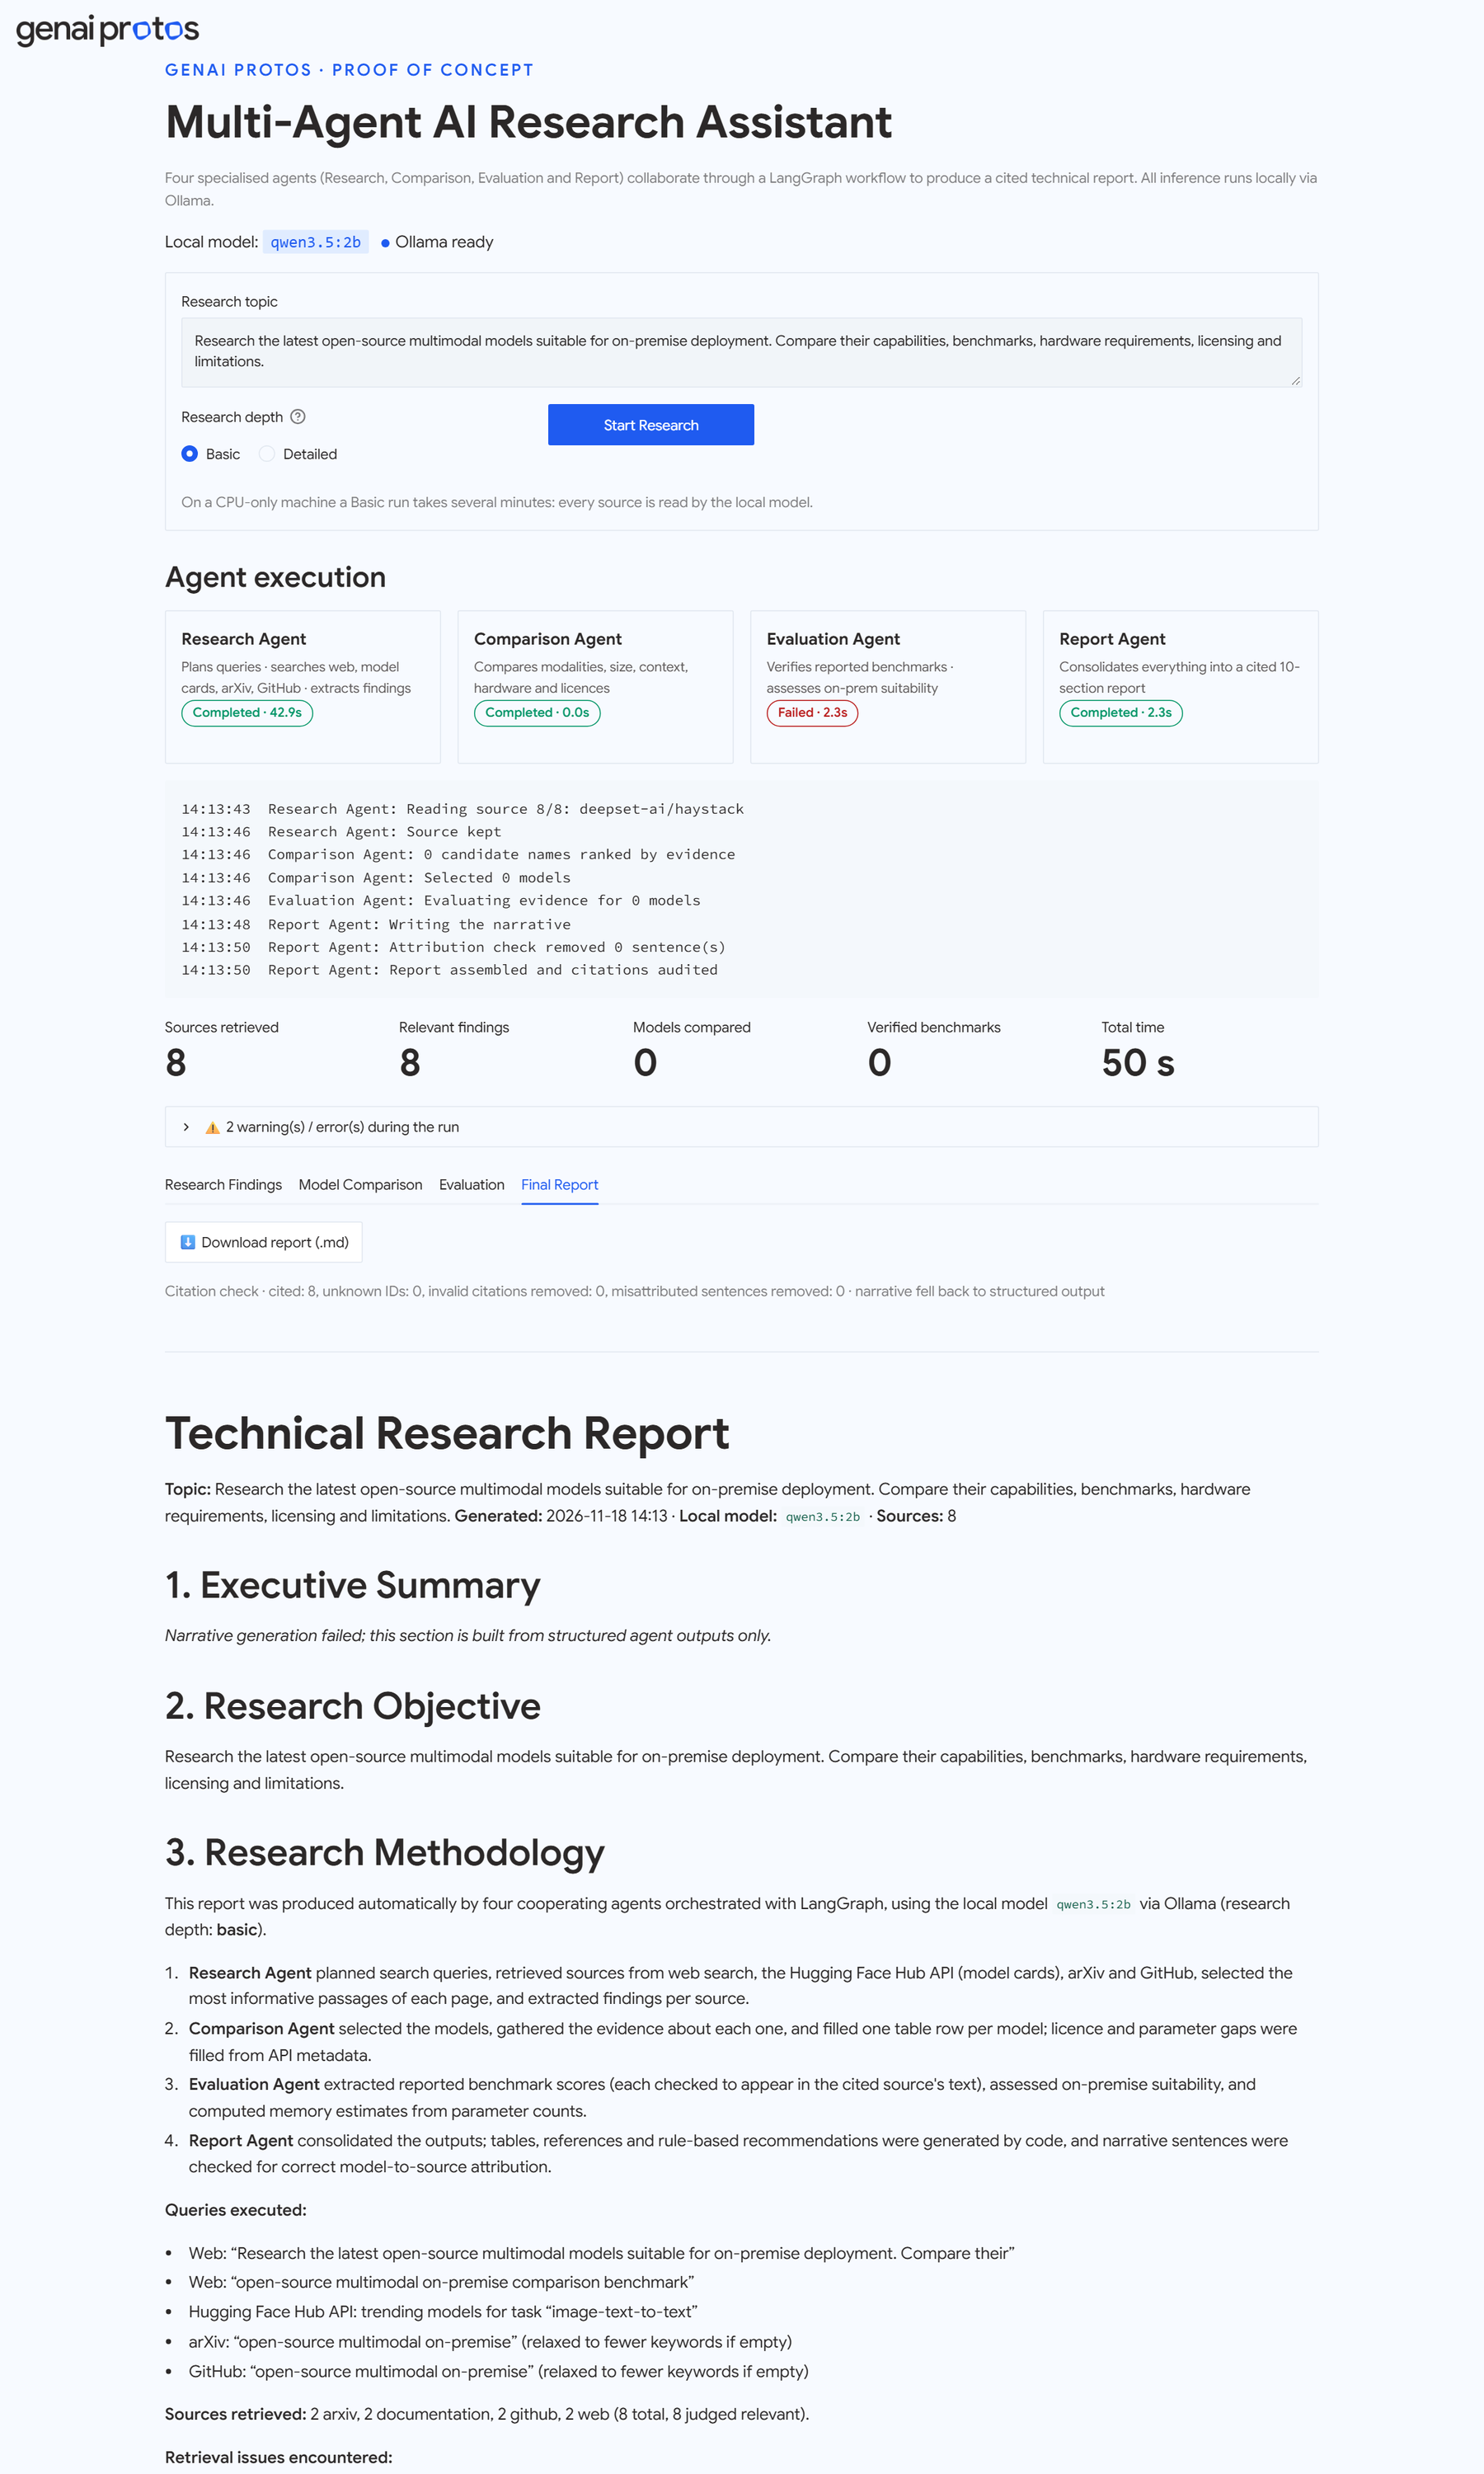 genai protos
GENAI PROTOS · PROOF OF CONCEPT
Multi-Agent AI Research Assistant
Four specialised agents (Research, Comparison, Evaluation and Report) collaborate through a LangGraph workflow to produce a cited technical report. All inference runs locally via
Ollama.
Local model: qwen3.5:2b ● Ollama ready
Research topic
Research the latest open-source multimodal models suitable for on-premise deployment. Compare their capabilities, benchmarks, hardware requirements, licensing and
limitations.
Research depth
Start Research
Basic Detailed
On a CPU-only machine a Basic run takes several minutes: every source is read by the local model.
Agent execution
Research Agent
Plans queries · searches web, model
cards, arXiv, GitHub · extracts findings
Completed · 42.9s
Comparison Agent
Compares modalities, size, context,
hardware and licences
Completed · 0.0s
Evaluation Agent
Verifies reported benchmarks ·
assesses on-prem suitability
Failed · 2.3s
Report Agent
Consolidates everything into a cited 10-
section report
Completed · 2.3s
14:13:43 Research Agent: Reading source 8/8: deepset-ai/haystack
14:13:46 Research Agent: Source kept
14:13:46 Comparison Agent: 0 candidate names ranked by evidence
14:13:46 Comparison Agent: Selected 0 models
14:13:46 Evaluation Agent: Evaluating evidence for 0 models
14:13:48 Report Agent: Writing the narrative
14:13:50 Report Agent: Attribution check removed 0 sentence(s)
14:13:50 Report Agent: Report assembled and citations audited
Sources retrieved
8
Relevant findings
8
Models compared
0
Verified benchmarks
0
Total time
50 s
⚠️ 2 warning(s) / error(s) during the run
Research Findings Model Comparison Evaluation Final Report
⬇️ Download report (.md)
Citation check · cited: 8, unknown IDs: 0, invalid citations removed: 0, misattributed sentences removed: 0 · narrative fell back to structured output
Technical Research Report
Topic: Research the latest open-source multimodal models suitable for on-premise deployment. Compare their capabilities, benchmarks, hardware
requirements, licensing and limitations. Generated: 2026-11-18 14:13 · Local model: qwen3.5:2b · Sources: 8
1. Executive Summary
Narrative generation failed; this section is built from structured agent outputs only.
2. Research Objective
Research the latest open-source multimodal models suitable for on-premise deployment. Compare their capabilities, benchmarks, hardware requirements,
licensing and limitations.
3. Research Methodology
This report was produced automatically by four cooperating agents orchestrated with LangGraph, using the local model qwen3.5:2b via Ollama (research
depth: basic).
1. Research Agent planned search queries, retrieved sources from web search, the Hugging Face Hub API (model cards), arXiv and GitHub, selected the
most informative passages of each page, and extracted findings per source.
2. Comparison Agent selected the models, gathered the evidence about each one, and filled one table row per model; licence and parameter gaps were
filled from API metadata.
3. Evaluation Agent extracted reported benchmark scores (each checked to appear in the cited source's text), assessed on-premise suitability, and
computed memory estimates from parameter counts.
4. Report Agent consolidated the outputs; tables, references and rule-based recommendations were generated by code, and narrative sentences were
checked for correct model-to-source attribution.
Queries executed:
• Web: “Research the latest open-source multimodal models suitable for on-premise deployment. Compare their”
• Web: “open-source multimodal on-premise comparison benchmark”
• Hugging Face Hub API: trending models for task “image-text-to-text”
• arXiv: “open-source multimodal on-premise” (relaxed to fewer keywords if empty)
• GitHub: “open-source multimodal on-premise” (relaxed to fewer keywords if empty)
Sources retrieved: 2 arxiv, 2 documentation, 2 github, 2 web (8 total, 8 judged relevant).
Retrieval issues encountered: